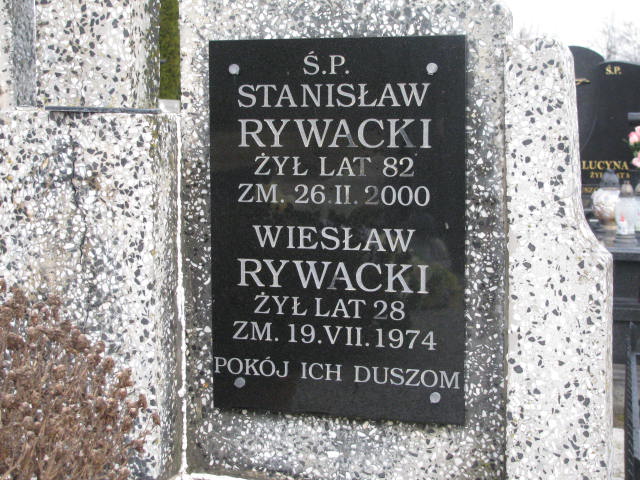 Ś.P.
STANISŁAW
RYWACKI
ŻYŁ LAT 82
ZM. 26.II.2000
WIESŁAW
RYWACKI
ŻYŁ LAT 28
ZM. 19.VII.1974
POKÓJ ICH DUSZOM
Ś.P.
LUCYNA